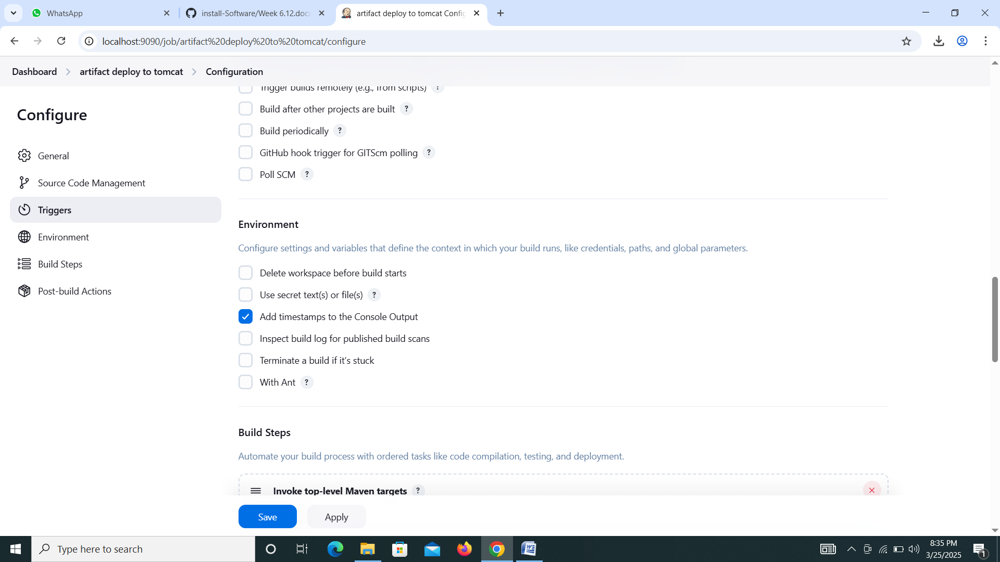 WhatsApp
install-Software/Week 6.12.docx
artifact deploy to tomcat Config
localhost:9090/job/artifact%20deploy%20to%20tomcat/configure
Dashboard
artifact deploy to tomcat
Configuration
Configure
General
Source Code Management
Triggers
Environment
Build Steps
Post-build Actions
Trigger builds remotely (e.g., from scripts) ?
Build after other projects are built ?
Build periodically ?
GitHub hook trigger for GITScm polling ?
Poll SCM ?
Environment
Configure settings and variables that define the context in which your build runs, like credentials, paths, and global parameters.
Delete workspace before build starts
Use secret text(s) or file(s) ?
Add timestamps to the Console Output
Inspect build log for published build scans
Terminate a build if it's stuck
With Ant ?
Build Steps
Automate your build process with ordered tasks like code compilation, testing, and deployment.
Invoke top-level Maven targets ?
Save
Apply
Type here to search
8:35 PM
3/25/2025
1